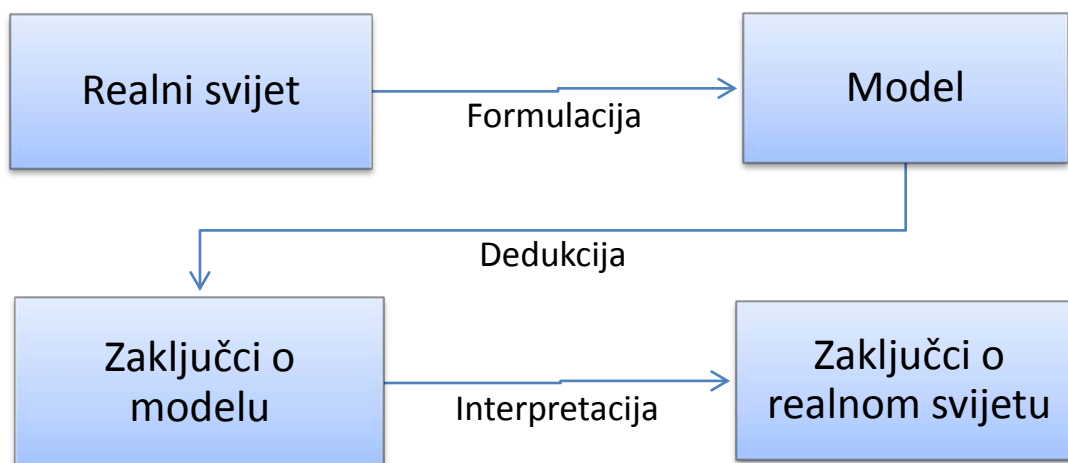 Realni svijet
Formulacija
Model
Dedukcija
Zaključci o
modelu
Interpretacija
Zaključci o
realnom svijetu